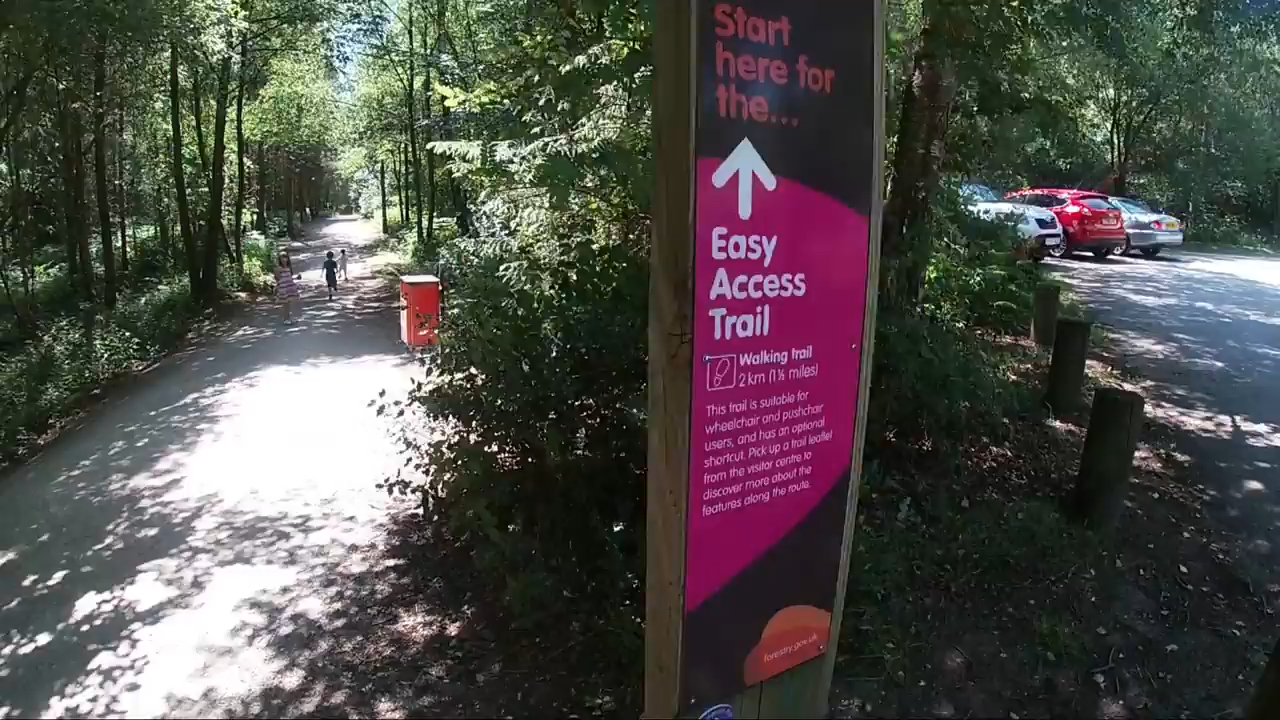 Start
here for
the...
Easy
Access
Trail
Walking trail
2 km (1¼ miles)
This trail is suitable for
wheelchair and pushchair
users, and has an optional
shortcut. Pick up a trail leaflet
from the visitor centre to
discover more about the
features along the route.
forestry.gov.uk